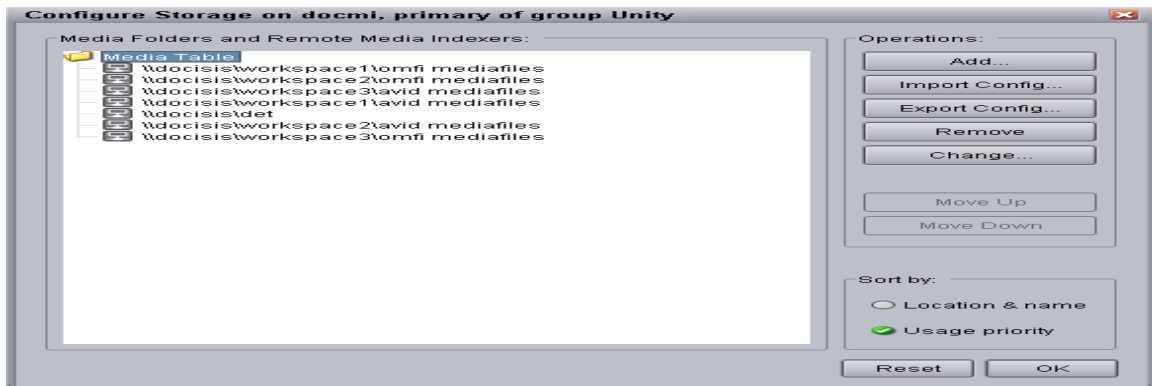 Configure Storage on docmi, primary of group Unity
Media Folders and Remote Media Indexers:
Media Table
\\docisis\workspace1\omfi mediafiles
\\docisis\workspace2\omfi mediafiles
\\docisis\workspace3\avid mediafiles
\\docisis\workspace1\avid mediafiles
\\docisis\det
\\docisis\workspace2\avid mediafiles
\\docisis\workspace3\omfi mediafiles
Operations:
Add...
Import Config...
Export Config...
Remove
Change...
Move Up
Move Down
Sort by:
Location & name
Usage priority
Reset
OK